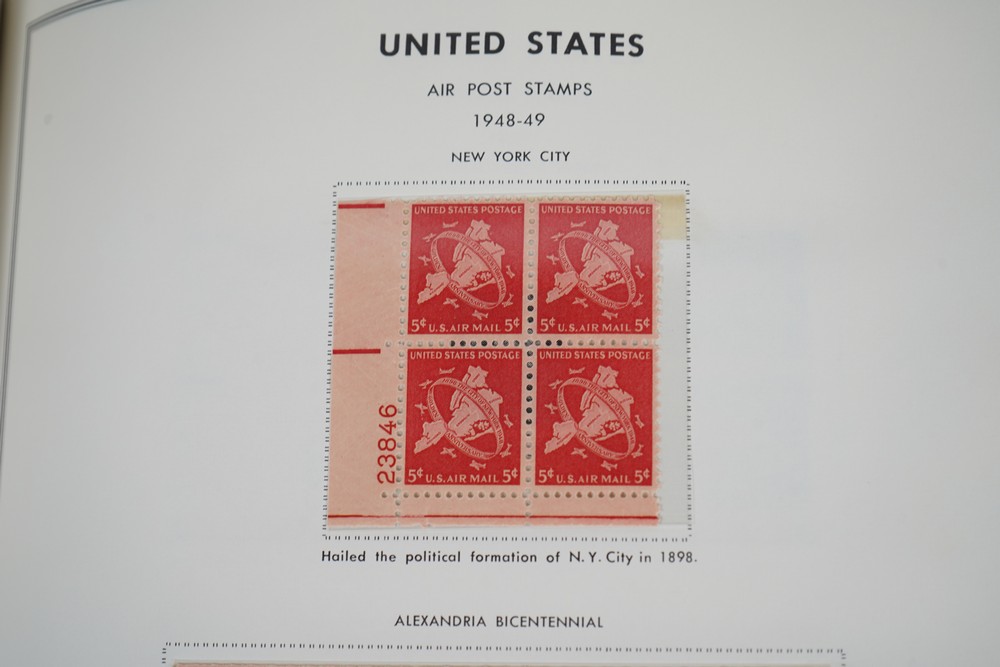 UNITED STATES
AIR POST STAMPS
1948-49
NEW YORK CITY
UNITED STATES POSTAGE
UNITED STATES POSTAGE
5¢ U.S. AIR MAIL 5¢
5¢ U.S. AIR MAIL 5¢
UNITED STATES POSTAGE
UNITED STATES POSTAGE
23846
5¢ U.S. AIR MAIL 5¢
5¢ U.S. AIR MAIL 5¢
Hailed the political formation of N. Y. City in 1898.
ALEXANDRIA BICENTENNIAL